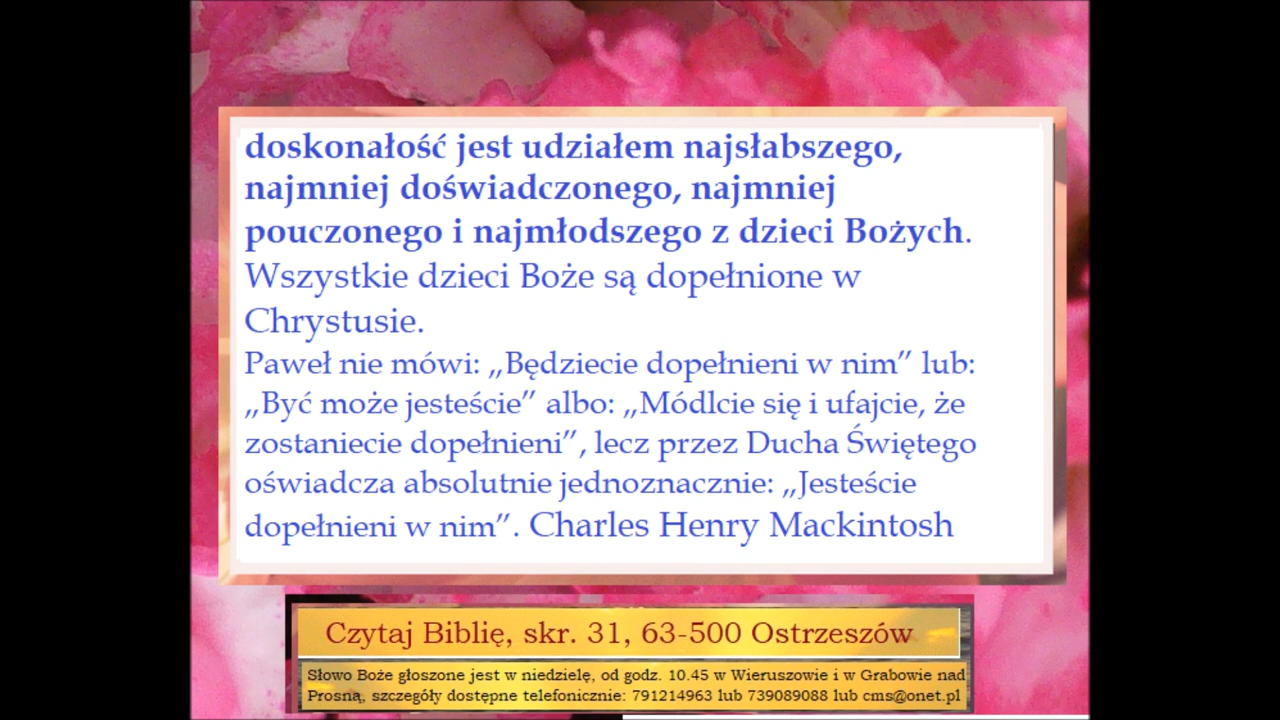 doskonałość jest udziałem najsłabszego,
najmniej doświadczonego, najmniej
pouczonego i najmłodszego z dzieci Bożych.
Wszystkie dzieci Boże są dopełnione w
Chrystusie.
Paweł nie mówi: „Będziecie dopełnieni w nim” lub:
„Być może jesteście” albo: „Módlcie się i ufajcie, że
zostaniecie dopełnieni”, lecz przez Ducha Świętego
oświadcza absolutnie jednoznacznie: „Jesteście
dopełnieni w nim”. Charles Henry Mackintosh
Czytaj Biblię, skr. 31, 63-500 Ostrzeszów
Słowo Boże głoszone jest w niedzielę, od godz. 10.45 w Wieruszowie i w Grabowie nad
Prosną, szczegóły dostępne telefonicznie: 791214963 lub 739089088 lub cms@onet.pl